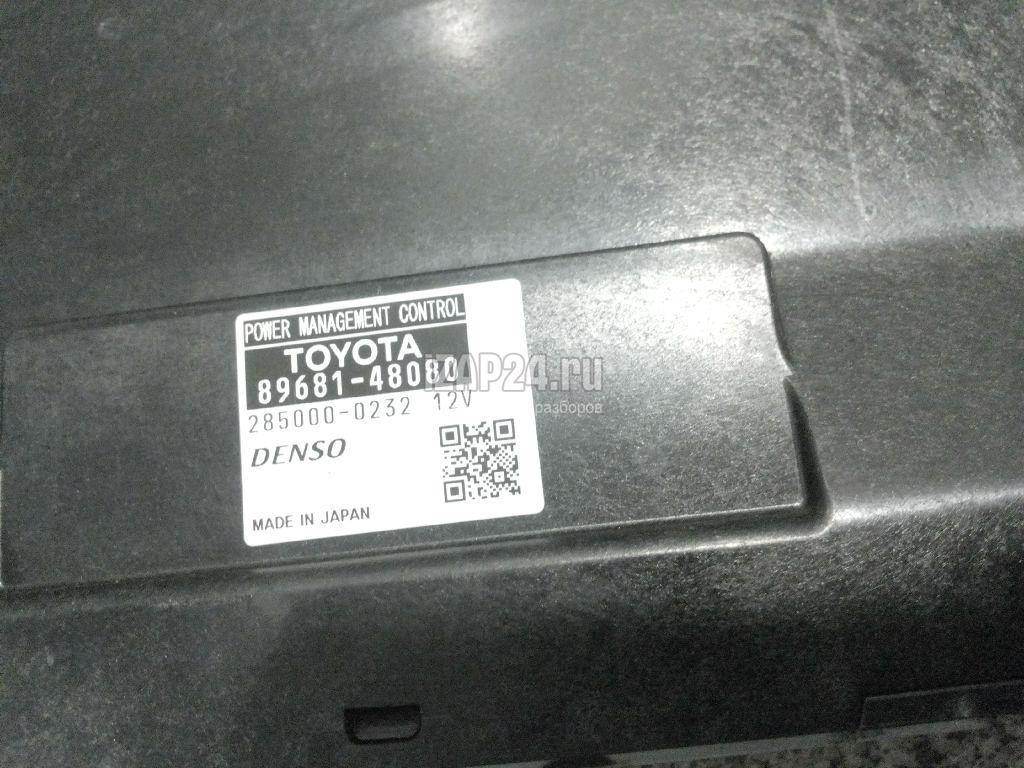 POWER MANAGEMENT CONTROL
TOYOTA
89681-48080
iZAP24.ru
285000-0232 12V
разборов
DENSO
MADE IN JAPAN